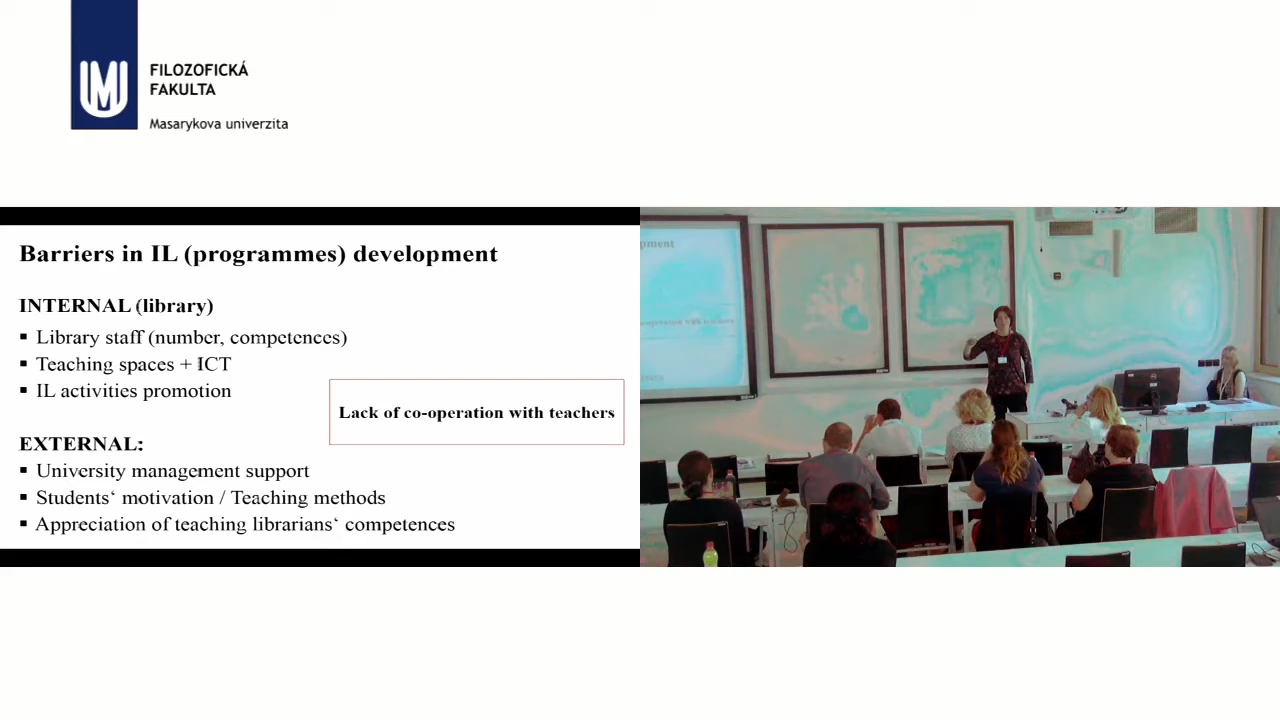 FILOZOFICKÁ
FAKULTA
Masarykova univerzita
Barriers in IL (programmes) development
INTERNAL (library)
▪ Library staff (number, competences)
▪ Teaching spaces + ICT
▪ IL activities promotion
Lack of co-operation with teachers
EXTERNAL:
▪ University management support
▪ Students‘ motivation / Teaching methods
▪ Appreciation of teaching librarians‘ competences